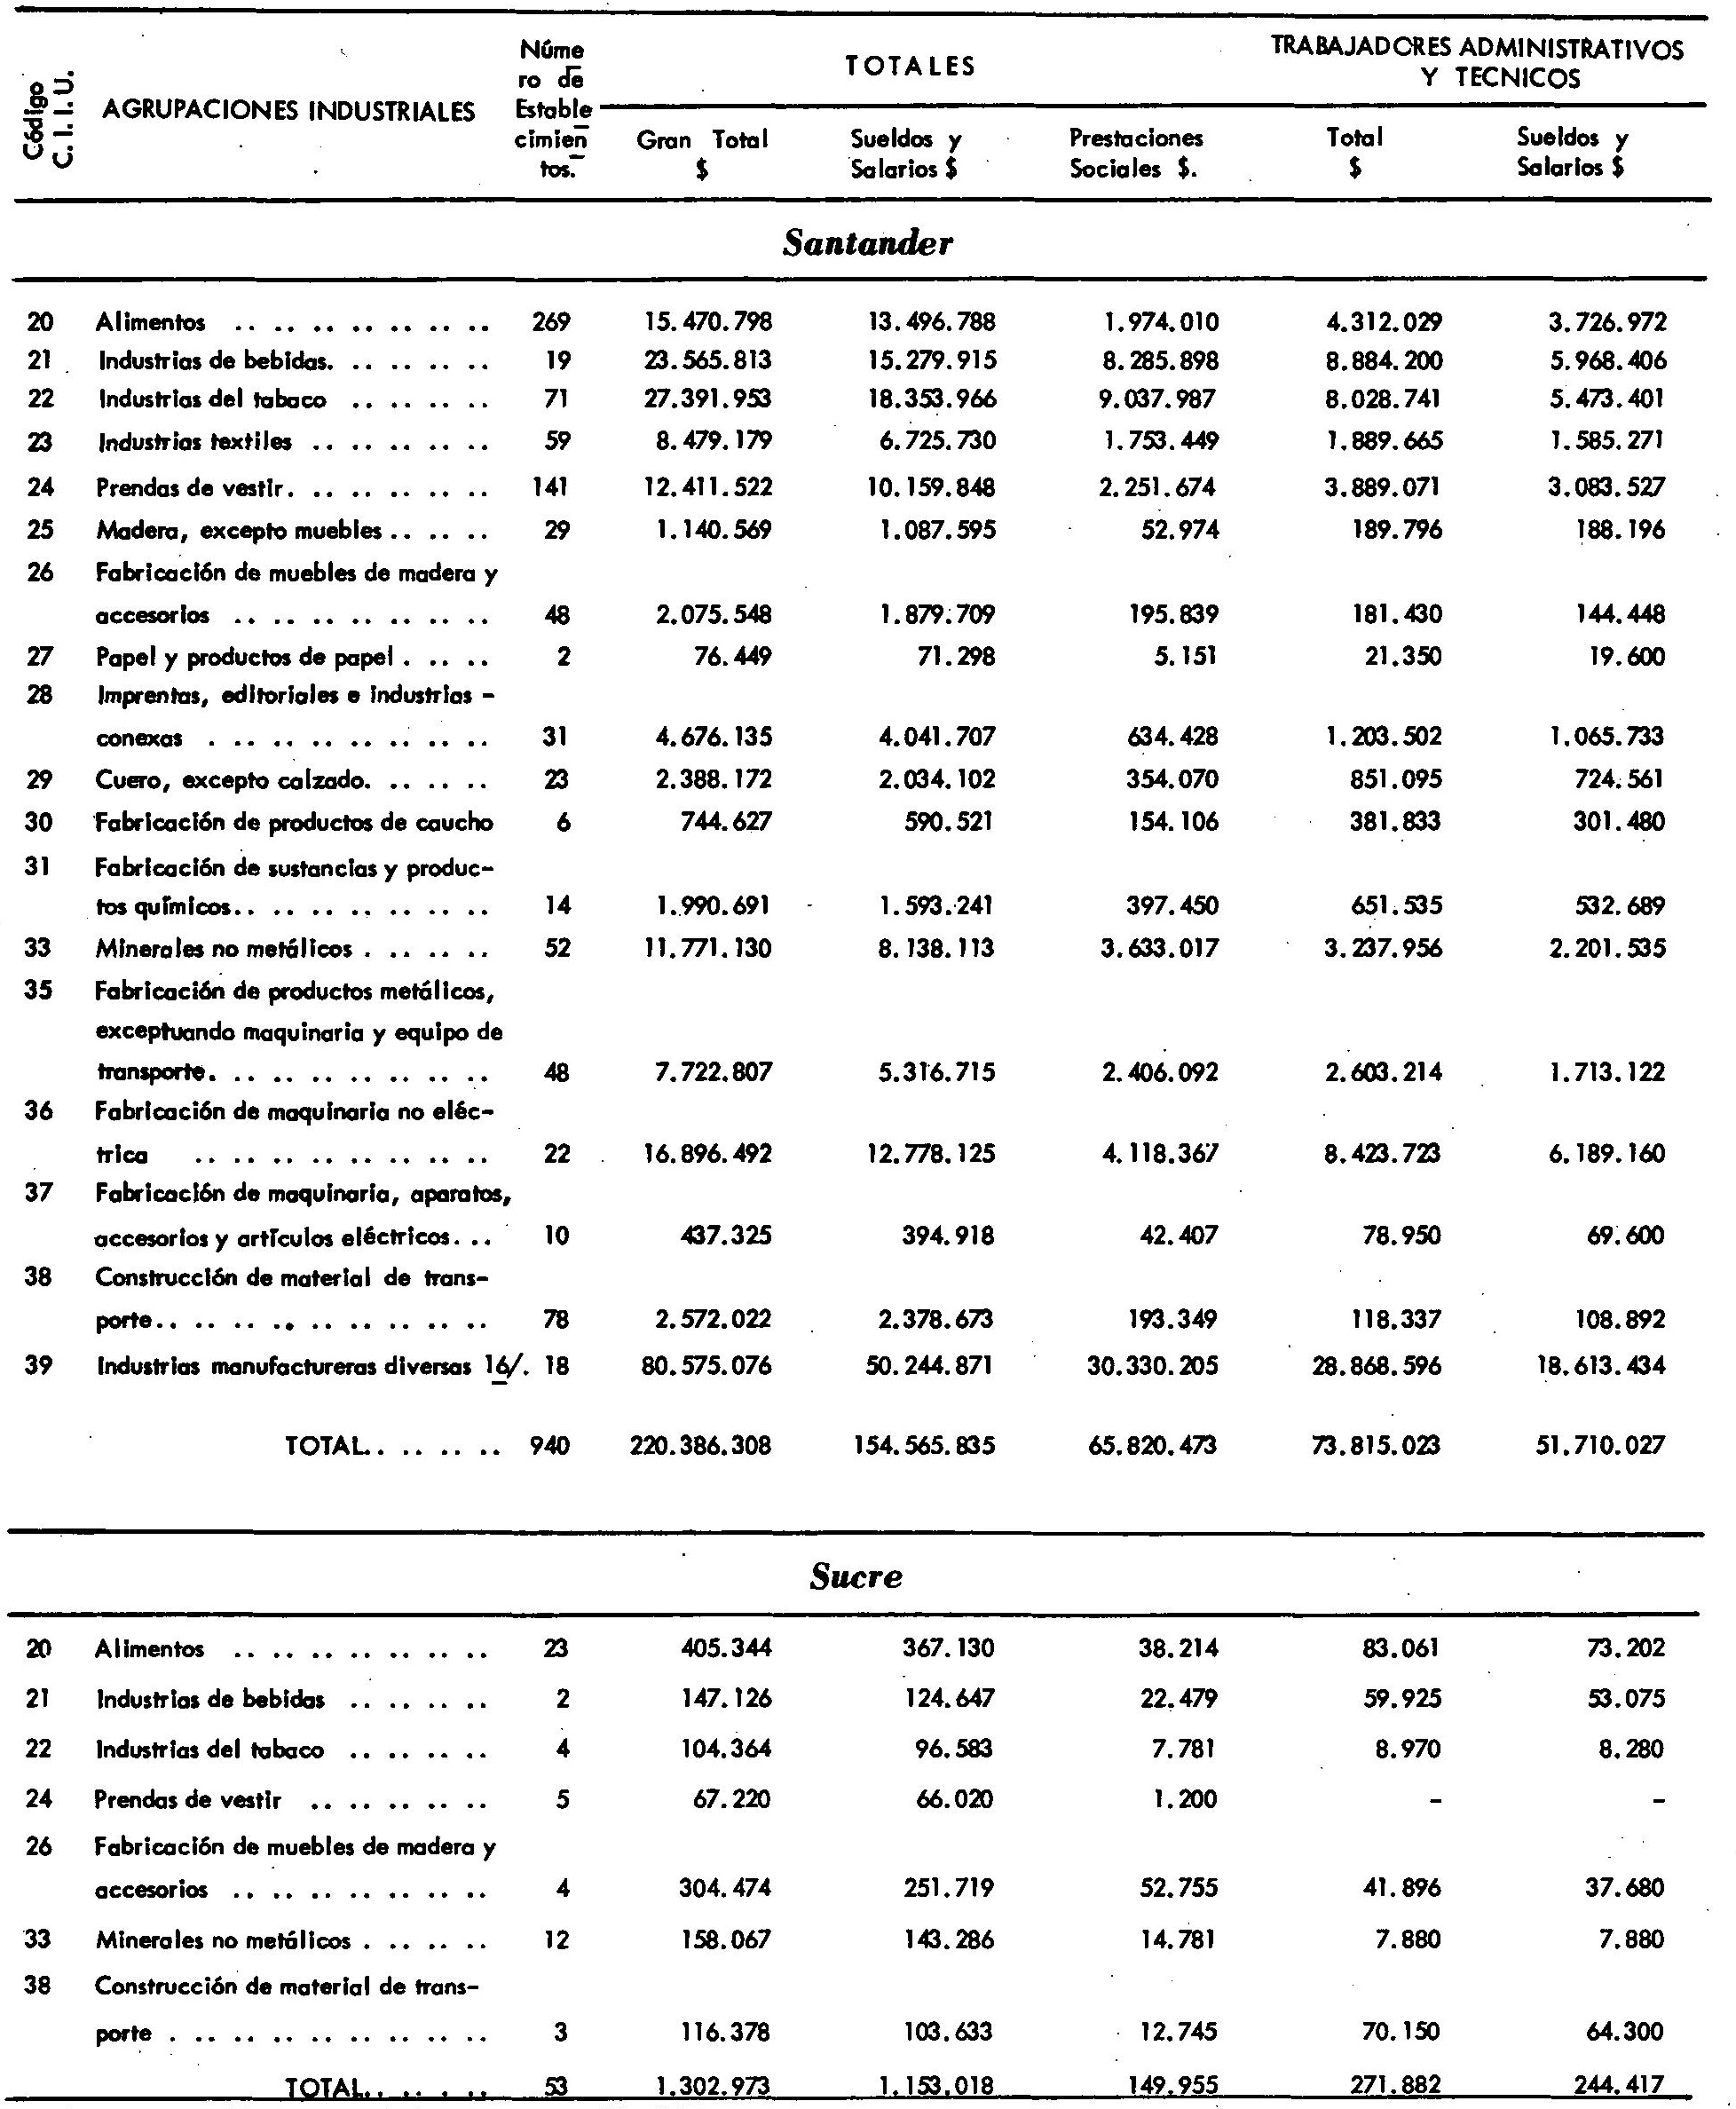 Código C. I. I. U.
AGRUPACIONES INDUSTRIALES
Núme
ro de
Estable
cimien
tos.
TOTALES
TRABAJADORES ADMINISTRATIVOS
Y TECNICOS
Gran Total $
Sueldos y Salarios $
Prestaciones Sociales $.
Total $
Sueldos y Salarios $
Santander
20 Alimentos .. .. .. .. .. .. .. 269 15.470.798 13.496.788 1.974.010 4.312.029 3.726.972
21 Industrias de bebidas. .. .. .. .. 19 23.565.813 15.279.915 8.285.898 8.884.200 5.968.406
22 Industrias del tabaco .. .. .. .. 71 27.391.953 18.353.966 9.037.987 8.028.741 5.473.401
23 Industrias textiles .. .. .. .. .. 59 8.479.179 6.725.730 1.753.449 1.889.665 1.585.271
24 Prendas de vestir. .. .. .. .. .. 141 12.411.522 10.159.848 2.251.674 3.889.071 3.083.527
25 Madera, excepto muebles .. .. .. 29 1.140.569 1.087.595 52.974 189.796 188.196
26 Fabricación de muebles de madera y
accesorios .. .. .. .. .. .. .. 48 2.075.548 1.879.709 195.839 181.430 144.448
27 Papel y productos de papel . .. .. 2 76.449 71.298 5.151 21.350 19.600
28 Imprentas, editoriales e industrias -
conexas . .. .. .. .. .. .. .. 31 4.676.135 4.041.707 634.428 1.203.502 1.065.733
29 Cuero, excepto calzado. .. .. .. 23 2.388.172 2.034.102 354.070 851.095 724.561
30 Fabricación de productos de caucho 6 744.627 590.521 154.106 381.833 301.480
31 Fabricación de sustancias y produc-
tos químicos.. .. .. .. .. .. .. 14 1.990.691 1.593.241 397.450 651.535 532.689
33 Minerales no metálicos . .. .. .. 52 11.771.130 8.138.113 3.633.017 3.237.956 2.201.535
35 Fabricación de productos metálicos,
exceptuando maquinaria y equipo de
transporte. .. .. .. .. .. .. .. 48 7.722.807 5.316.715 2.406.092 2.603.214 1.713.122
36 Fabricación de maquinaria no eléc-
trica .. .. .. .. .. .. .. .. 22 16.896.492 12.778.125 4.118.367 8.423.723 6.189.160
37 Fabricación de maquinaria, aparatos,
accesorios y artículos eléctricos. .. 10 437.325 394.918 42.407 78.950 69.600
38 Construcción de material de trans-
porte.. .. .. .. .. .. .. .. .. 78 2.572.022 2.378.673 193.349 118.337 108.892
39 Industrias manufactureras diversas 16/. 18 80.575.076 50.244.871 30.330.205 28.868.596 18.613.434
TOTAL.. .. .. .. 940 220.386.308 154.565.835 65.820.473 73.815.023 51.710.027
Sucre
20 Alimentos .. .. .. .. .. .. .. 23 405.344 367.130 38.214 83.061 73.202
21 Industrias de bebidas .. .. .. .. 2 147.126 124.647 22.479 59.925 53.075
22 Industrias del tabaco .. .. .. .. 4 104.364 96.583 7.781 8.970 8.280
24 Prendas de vestir .. .. .. .. .. 5 67.220 66.020 1.200 - -
26 Fabricación de muebles de madera y
accesorios .. .. .. .. .. .. .. 4 304.474 251.719 52.755 41.896 37.680
33 Minerales no metálicos . .. .. .. 12 158.067 143.286 14.781 7.880 7.880
38 Construcción de material de trans-
porte . .. .. .. .. .. .. .. .. 3 116.378 103.633 12.745 70.150 64.300
TOTAL.. .. . .. 53 1.302.973 1.153.018 149.955 271.882 244.417